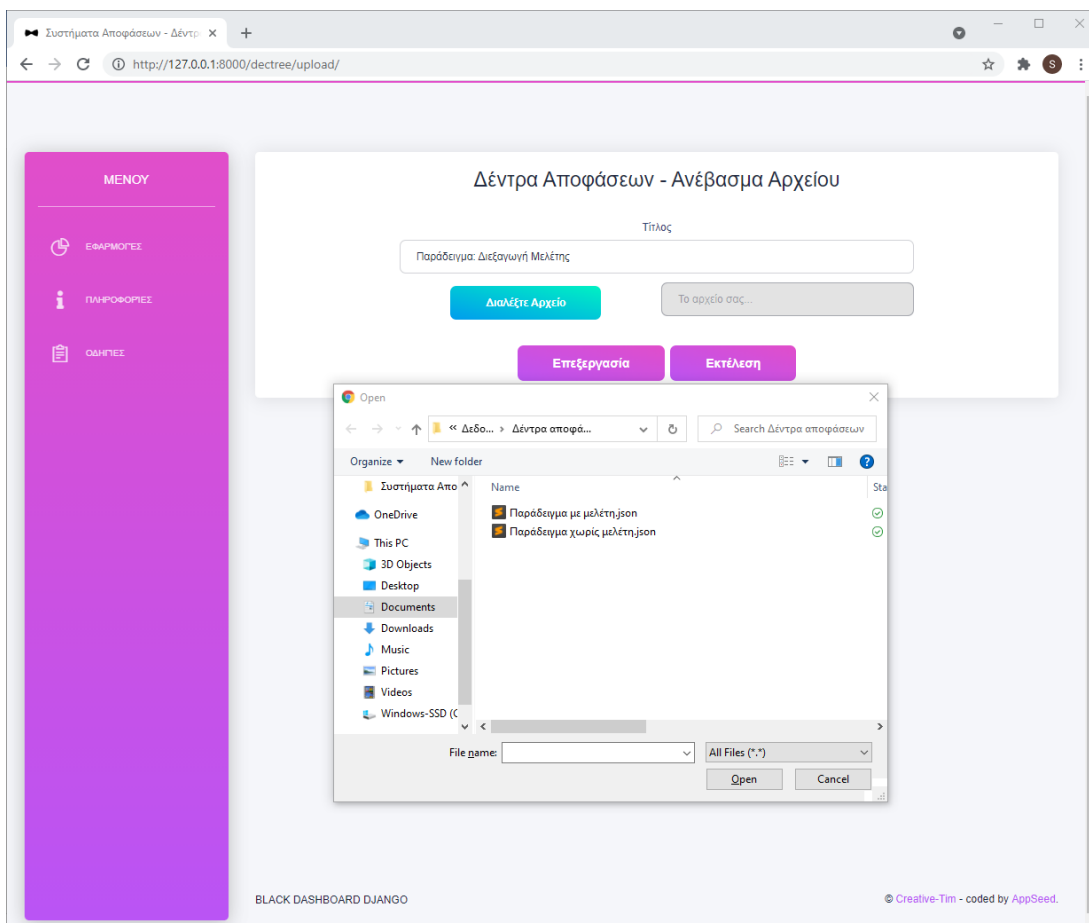 Συστήματα Αποφάσεων - Δέντρ
http://127.0.0.1:8000/dectree/upload/
S
ΜΕΝΟΥ
ΕΦΑΡΜΟΓΕΣ
ΠΛΗΡΟΦΟΡΊΕΣ
ΟΔΗΓΊΕΣ
Δέντρα Αποφάσεων - Ανέβασμα Αρχείου
Τίτλος
Παράδειγμα: Διεξαγωγή Μελέτης
Διαλέξτε Αρχείο
Το αρχείο σας...
Επεξεργασία
Εκτέλεση
Open
« Δεδο... › Δέντρα αποφά...
Search Δέντρα αποφάσεων
Organize
New folder
Συστήματα Απο
OneDrive
This PC
3D Objects
Desktop
Documents
Downloads
Music
Pictures
Videos
Windows-SSD (C
Name
Sta
Παράδειγμα με μελέτη.json
Παράδειγμα χωρίς μελέτη.json
File name:
All Files (*.*)
Open
Cancel
BLACK DASHBOARD DJANGO
© Creative-Tim - coded by AppSeed.